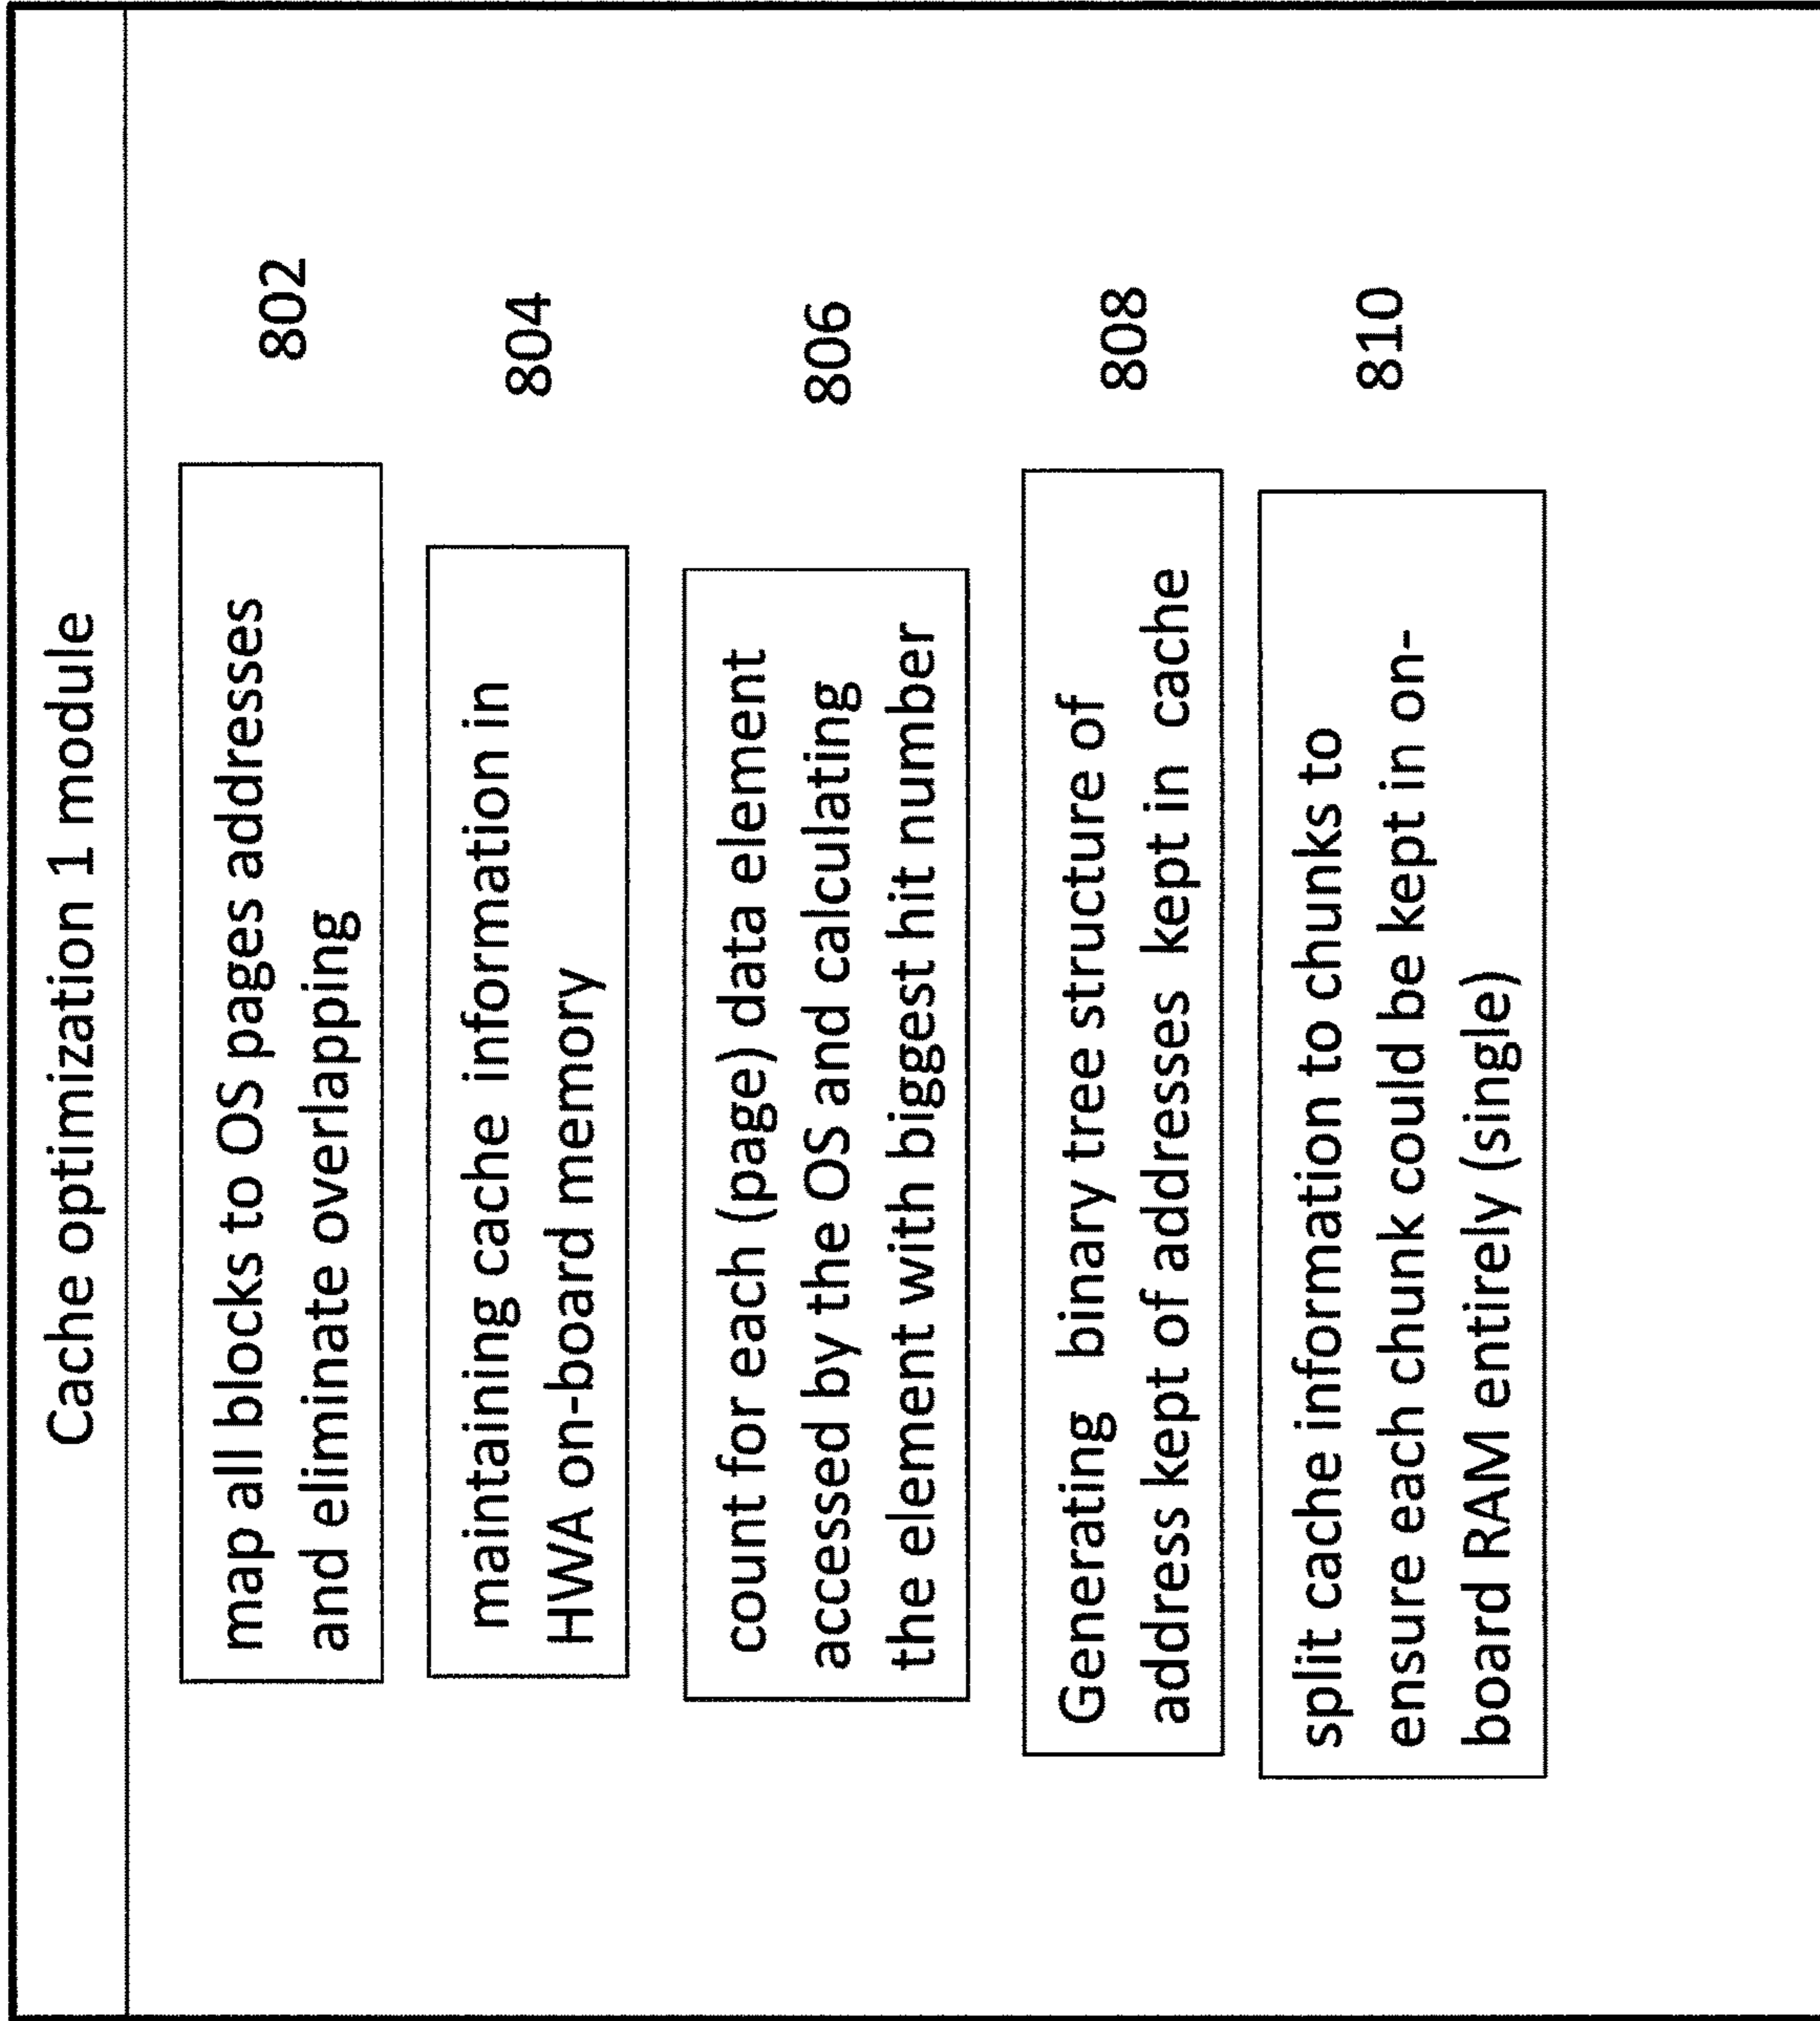 Cache optimization 1 module
map all blocks to OS pages addresses
and eliminate overlapping
802
maintaining cache information in
HWA on-board memory
804
count for each (page) data element
accessed by the OS and calculating
the element with biggest hit number
806
Generating binary tree structure of
address kept of addresses kept in cache
808
split cache information to chunks to
ensure each chunk could be kept in on-
board RAM entirely (single)
810